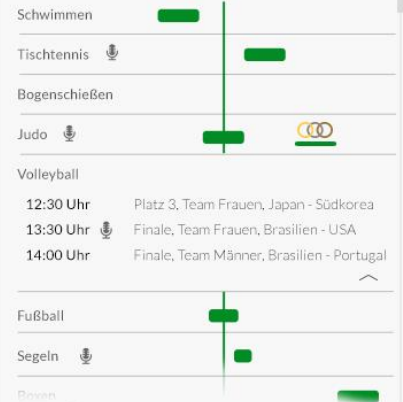 Schwimmen
Tischtennis
Bogenschießen
Judo
Volleyball
12:30 Uhr Platz 3, Team Frauen, Japan - Südkorea
13:30 Uhr Finale, Team Frauen, Brasilien - USA
14:00 Uhr Finale, Team Männer, Brasilien - Portugal
Fußball
Segeln
Boxen